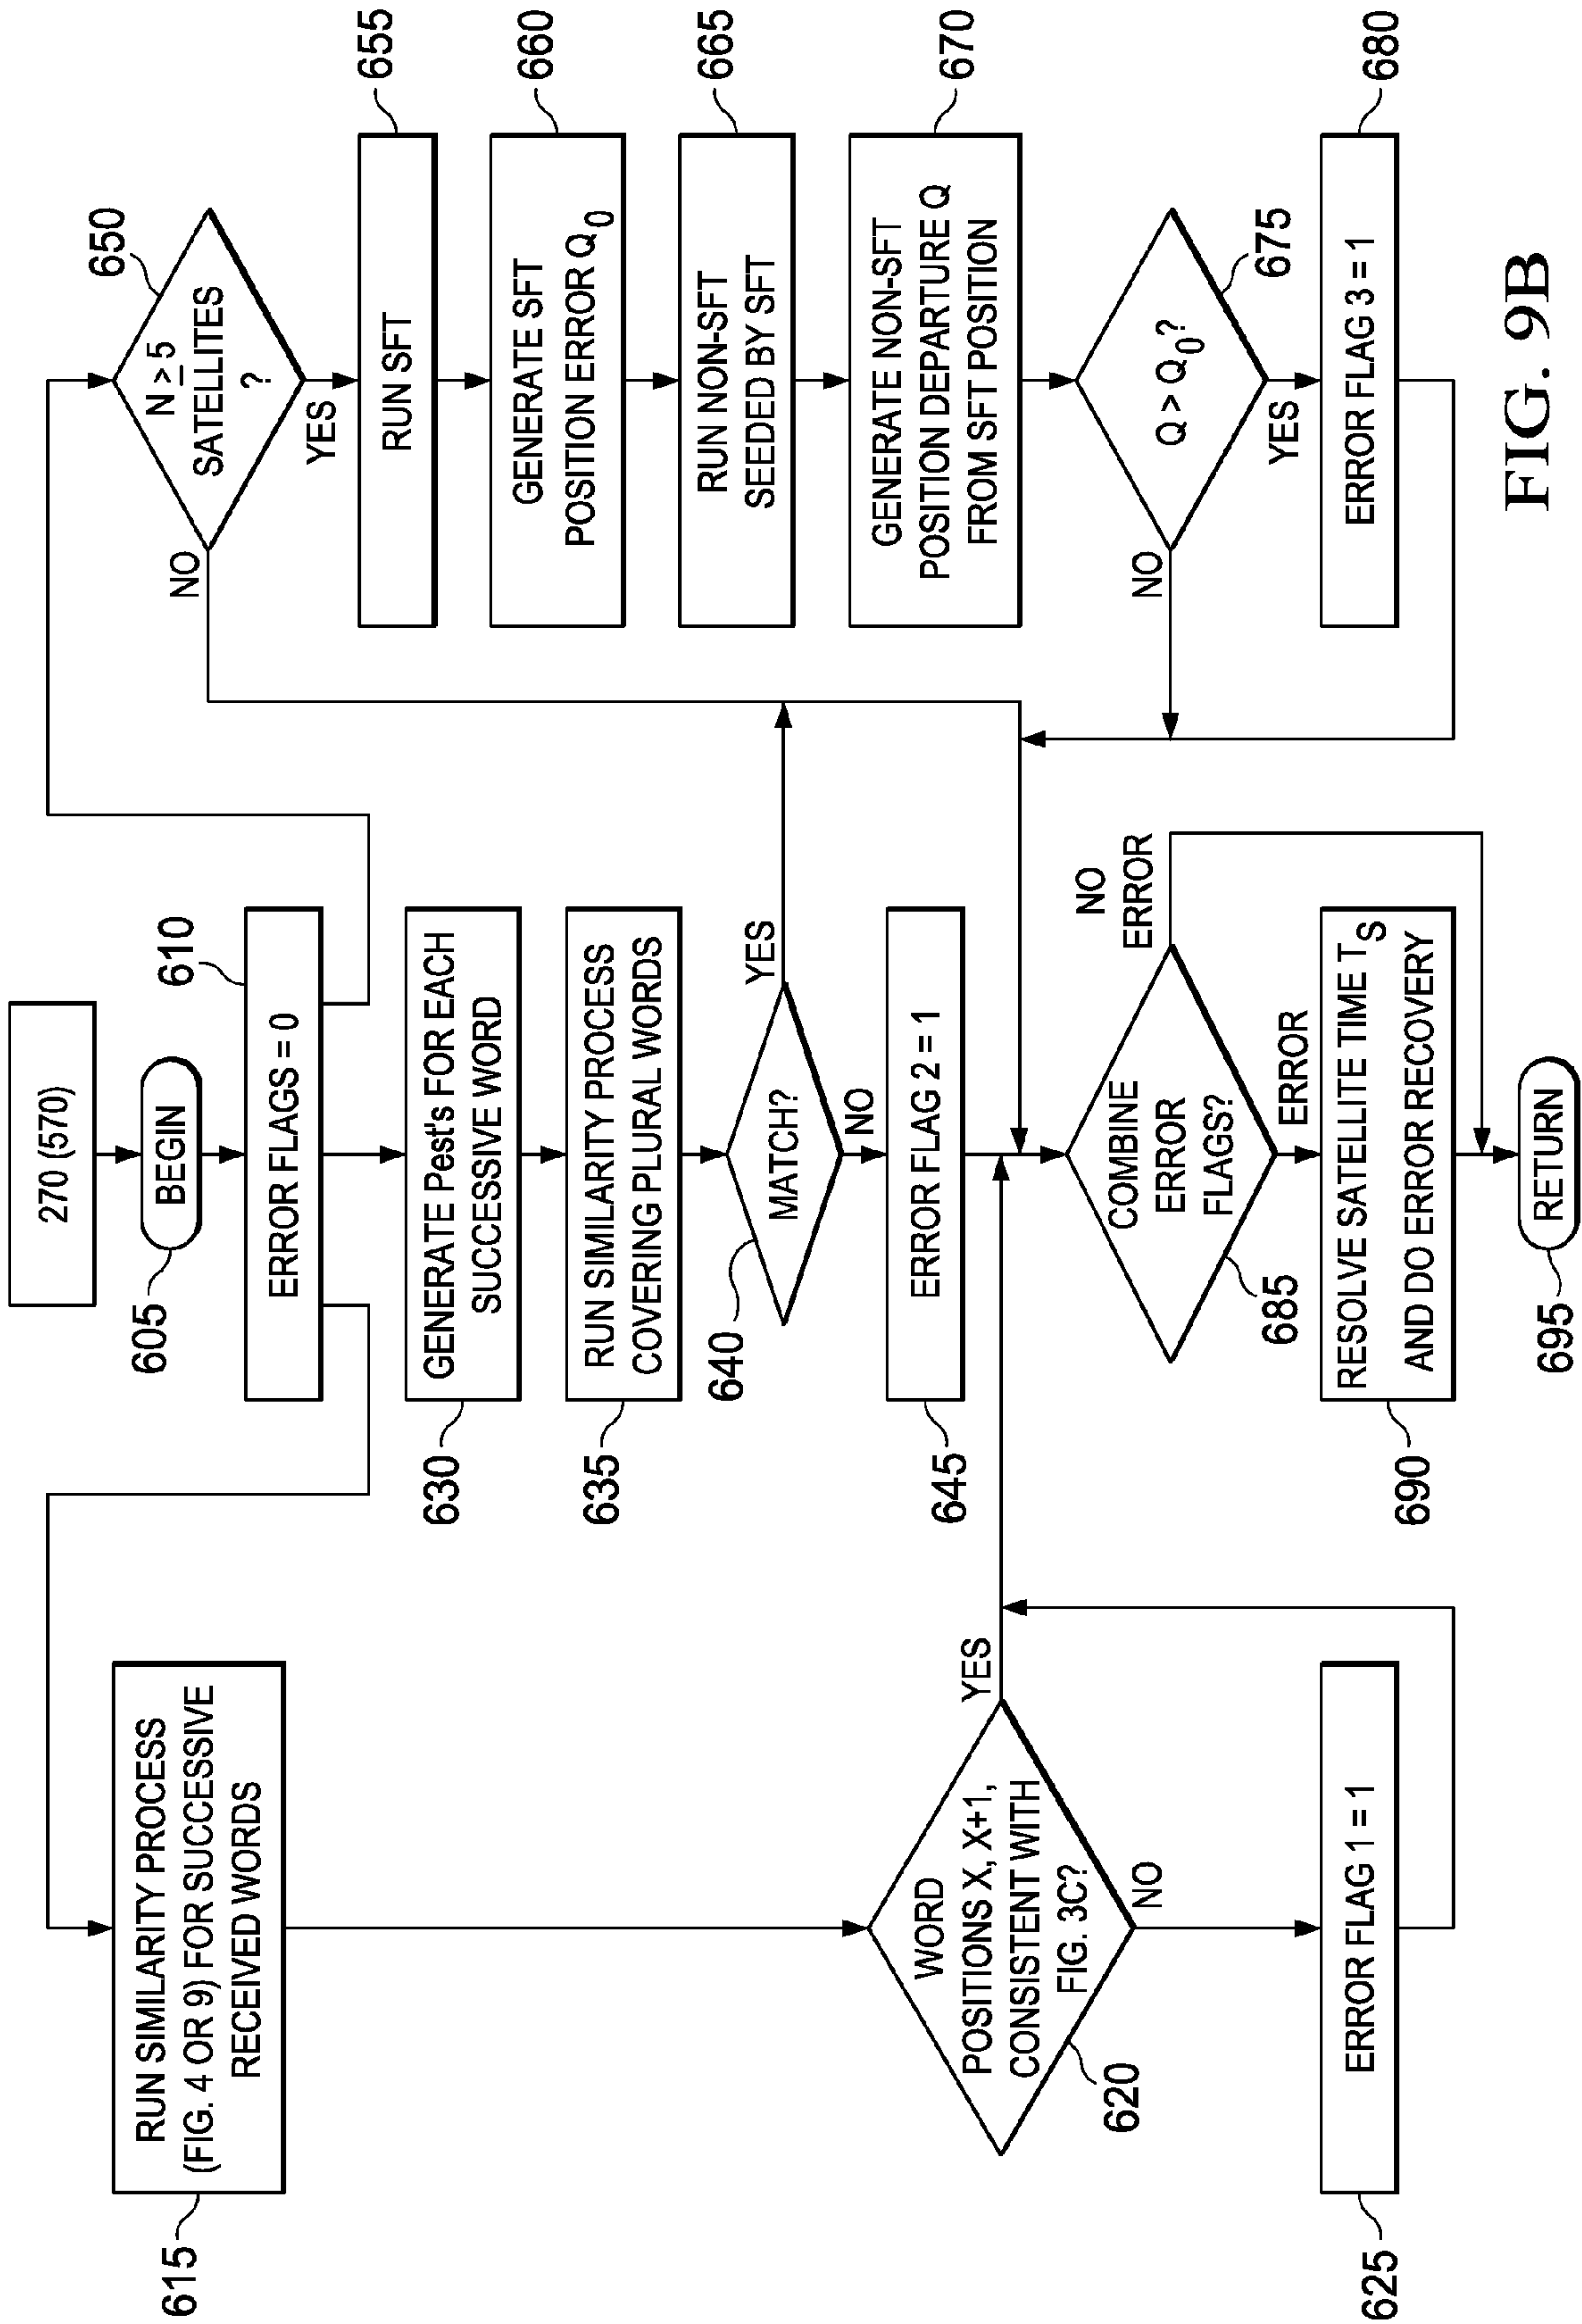 270 (570)
BEGIN
605
ERROR FLAGS = 0
610
RUN SIMILARITY PROCESS
(FIG. 4 OR 9) FOR SUCCESSIVE
RECEIVED WORDS
615
WORD
POSITIONS X, X+1,
CONSISTENT WITH
FIG. 3C?
620
YES
NO
ERROR FLAG 1 = 1
625
GENERATE Pest's FOR EACH
SUCCESSIVE WORD
630
RUN SIMILARITY PROCESS
COVERING PLURAL WORDS
635
MATCH?
640
YES
NO
ERROR FLAG 2 = 1
645
N ≥ 5
SATELLITES
?
650
NO
YES
RUN SFT
655
GENERATE SFT
POSITION ERROR Q0
660
RUN NON-SFT
SEEDED BY SFT
665
GENERATE NON-SFT
POSITION DEPARTURE Q
FROM SFT POSITION
670
Q > Q0?
675
NO
YES
ERROR FLAG 3 = 1
680
COMBINE
ERROR
FLAGS?
685
NO
ERROR
ERROR
RESOLVE SATELLITE TIME TS
AND DO ERROR RECOVERY
690
RETURN
695
FIG. 9B